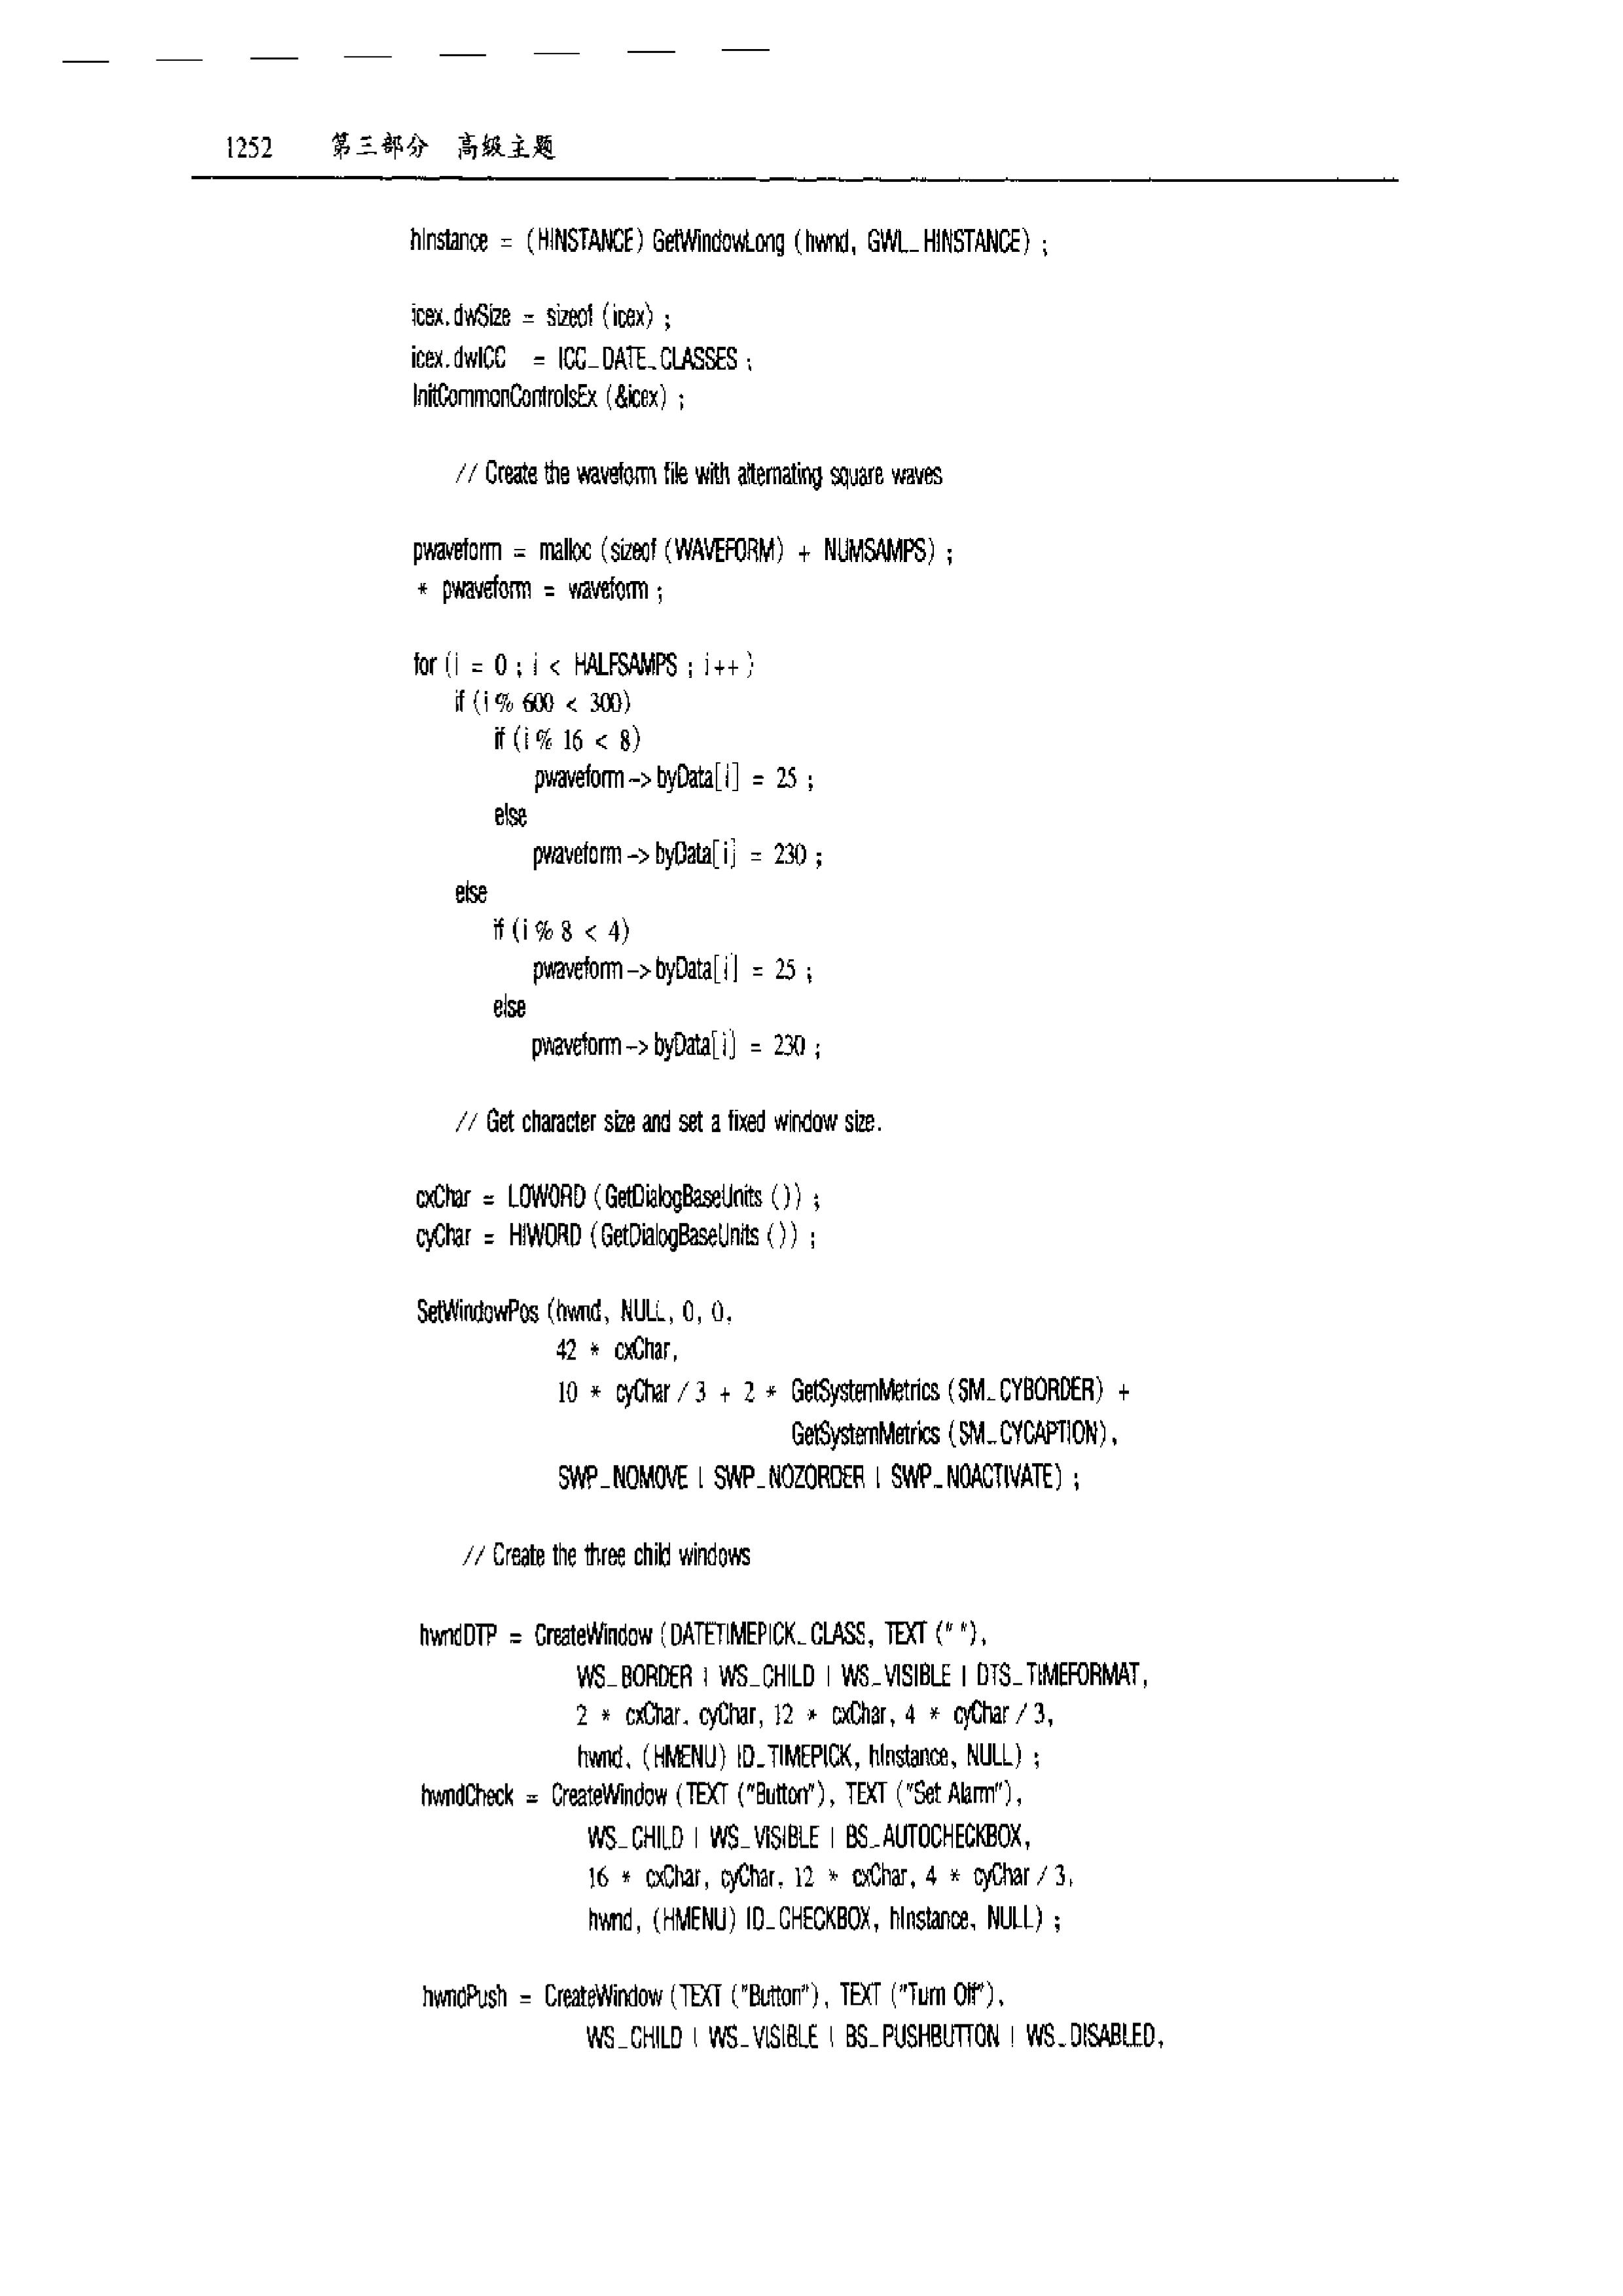 1252 第三部分 高级主题
hInstance = (HINSTANCE) GetWindowLong (hwnd, GWL_HINSTANCE) ;
icex.dwSize = sizeof (icex) ;
icex.dwICC = ICC_DATE_CLASSES ;
InitCommonControlsEx (&icex) ;
// Create the waveform file with alternating square waves
pwaveform = malloc (sizeof (WAVEFORM) + NUMSAMPS) ;
* pwaveform = waveform ;
for (i = 0 ; i < HALFSAMPS ; i++)
if (i % 600 < 300)
if (i % 16 < 8)
pwaveform->byData[i] = 25 ;
else
pwaveform->byData[i] = 230 ;
else
if (i % 8 < 4)
pwaveform->byData[i] = 25 ;
else
pwaveform->byData[i] = 230 ;
// Get character size and set a fixed window size.
cxChar = LOWORD (GetDialogBaseUnits ()) ;
cyChar = HIWORD (GetDialogBaseUnits ()) ;
SetWindowPos (hwnd, NULL, 0, 0,
42 * cxChar,
10 * cyChar / 3 + 2 * GetSystemMetrics (SM_CYBORDER) +
GetSystemMetrics (SM_CYCAPTION),
SWP_NOMOVE | SWP_NOZORDER | SWP_NOACTIVATE) ;
// Create the three child windows
hwndDTP = CreateWindow (DATETIMEPICK_CLASS, TEXT (" "),
WS_BORDER | WS_CHILD | WS_VISIBLE | DTS_TIMEFORMAT,
2 * cxChar, cyChar, 12 * cxChar, 4 * cyChar / 3,
hwnd, (HMENU) ID_TIMEPICK, hInstance, NULL) ;
hwndCheck = CreateWindow (TEXT ("Button"), TEXT ("Set Alarm"),
WS_CHILD | WS_VISIBLE | BS_AUTOCHECKBOX,
16 * cxChar, cyChar, 12 * cxChar, 4 * cyChar / 3,
hwnd, (HMENU) ID_CHECKBOX, hInstance, NULL) ;
hwndPush = CreateWindow (TEXT ("Button"), TEXT ("Turn Off"),
WS_CHILD | WS_VISIBLE | BS_PUSHBUTTON | WS_DISABLED,